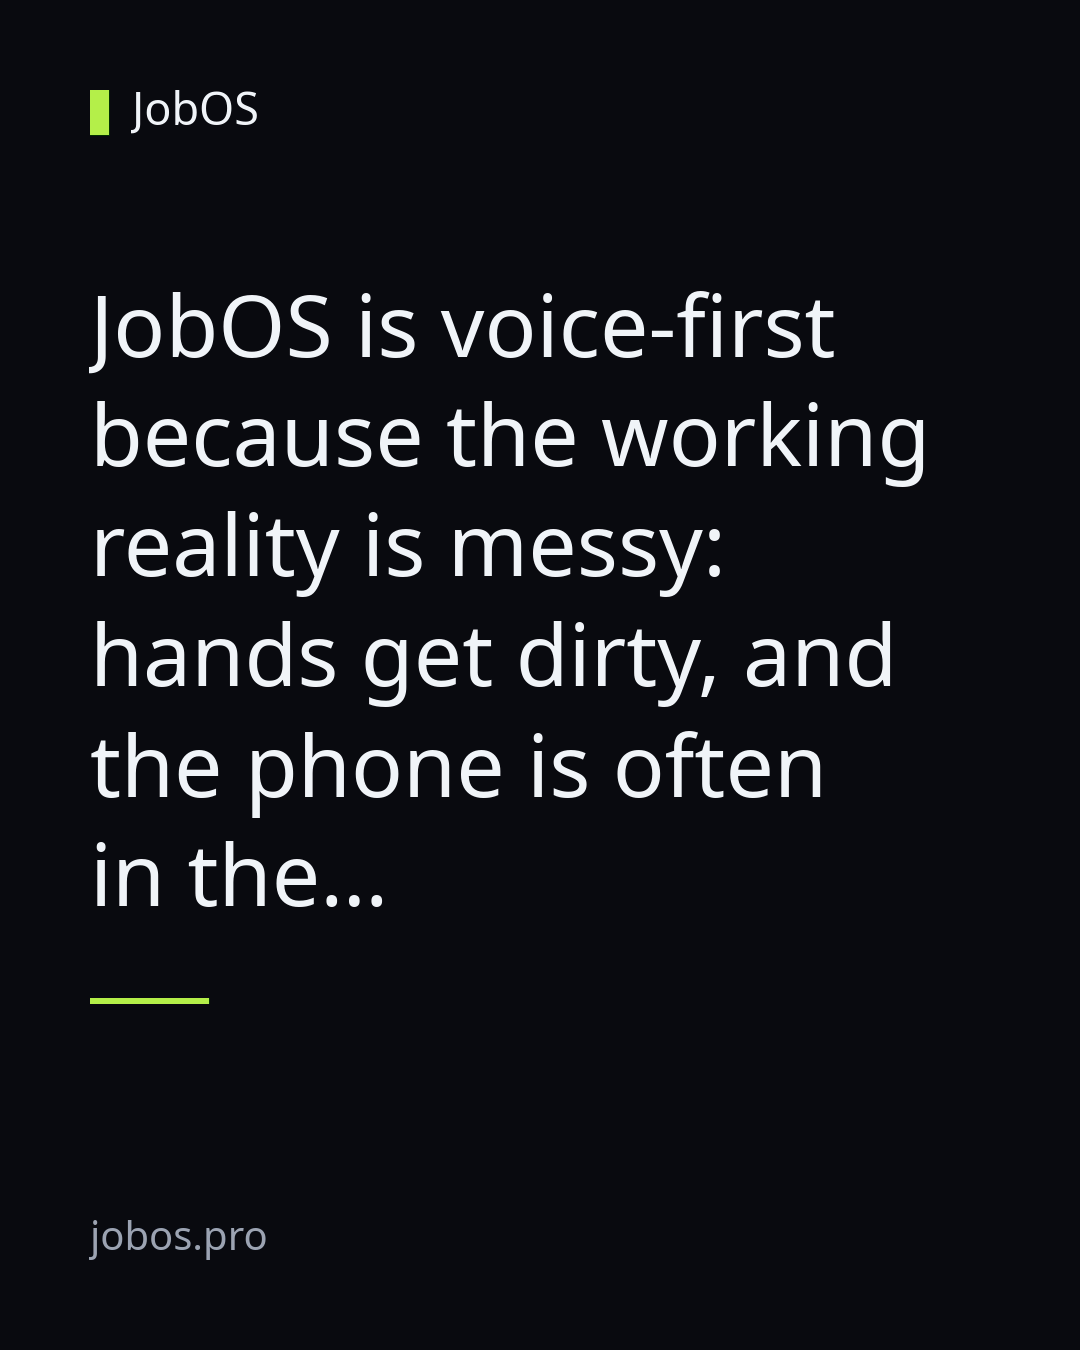 JobOS
JobOS is voice-first
because the working
reality is messy:
hands get dirty, and
the phone is often
in the...
jobos.pro